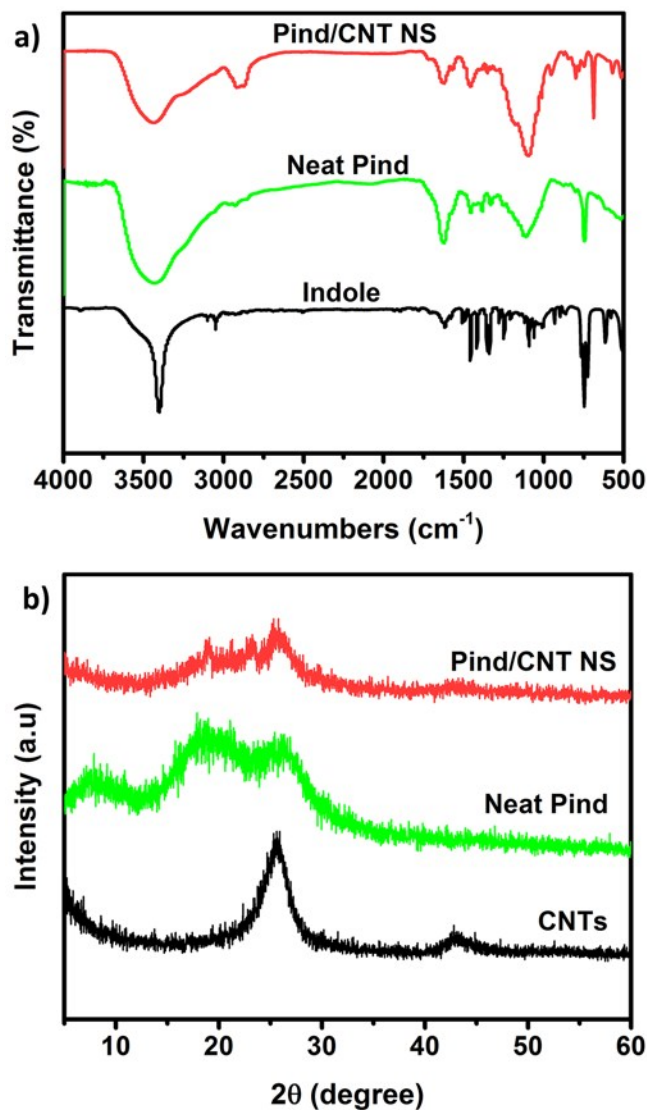 a)
Pind/CNT NS
Neat Pind
Indole
Transmittance (%)
4000 3500 3000 2500 2000 1500 1000 500
Wavenumbers (cm⁻¹)
b)
Pind/CNT NS
Neat Pind
CNTs
Intensity (a.u)
10 20 30 40 50 60
2θ (degree)